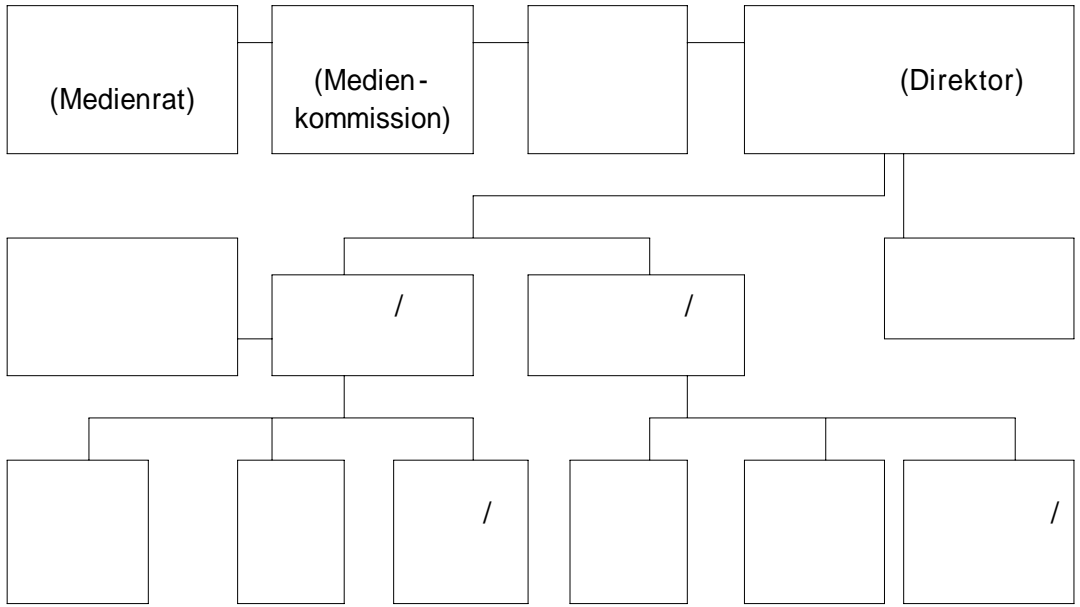 (Medienrat)
(Medien-
kommission)
(Direktor)
/
/
/
/